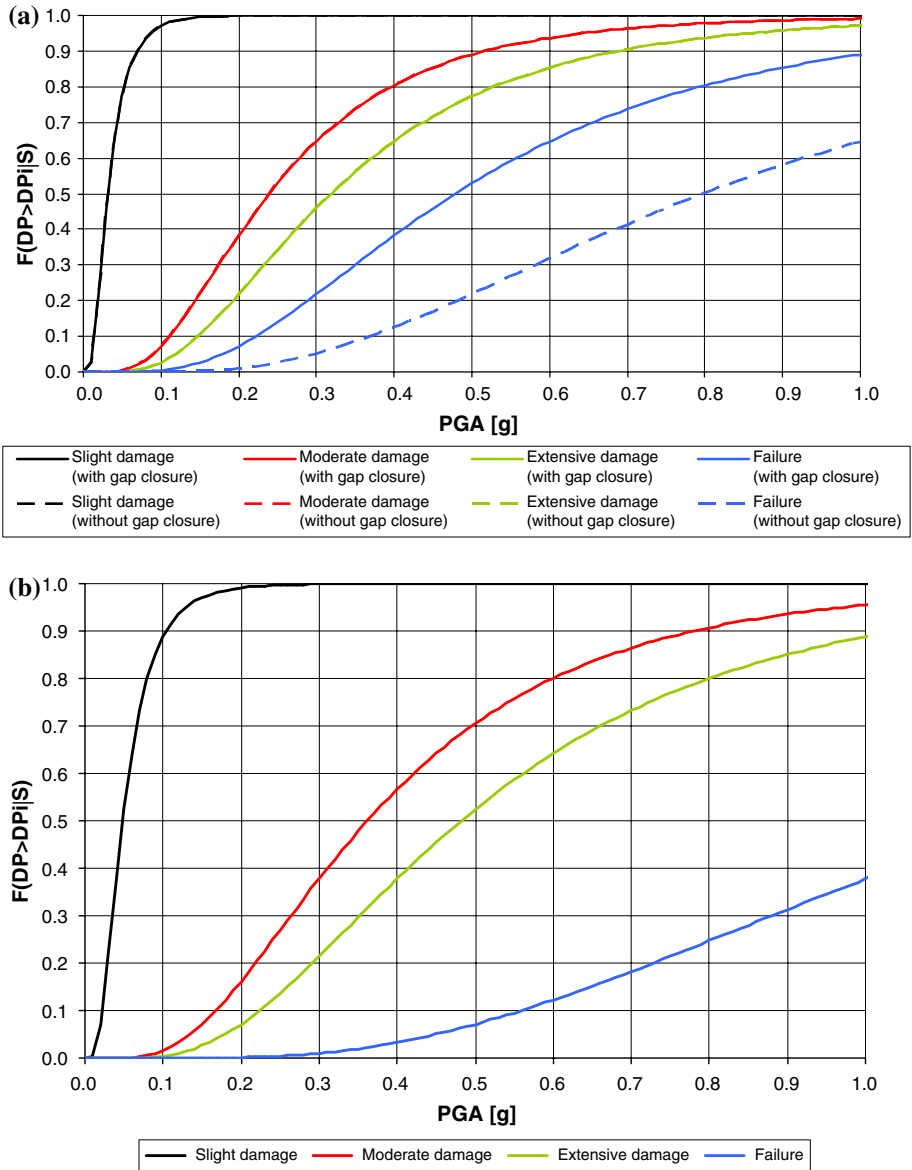 (a)
1.0
0.9
0.8
0.7
0.6
0.5
0.4
0.3
0.2
0.1
0.0
F(DP>DPi|S)
0.0 0.1 0.2 0.3 0.4 0.5 0.6 0.7 0.8 0.9 1.0
PGA [g]
Slight damage Moderate damage Extensive damage Failure
(with gap closure) (with gap closure) (with gap closure) (with gap closure)
Slight damage Moderate damage Extensive damage Failure
(without gap closure) (without gap closure) (without gap closure) (without gap closure)
(b)
1.0
0.9
0.8
0.7
0.6
0.5
0.4
0.3
0.2
0.1
0.0
F(DP>DPi|S)
0.0 0.1 0.2 0.3 0.4 0.5 0.6 0.7 0.8 0.9 1.0
PGA [g]
Slight damage Moderate damage Extensive damage Failure